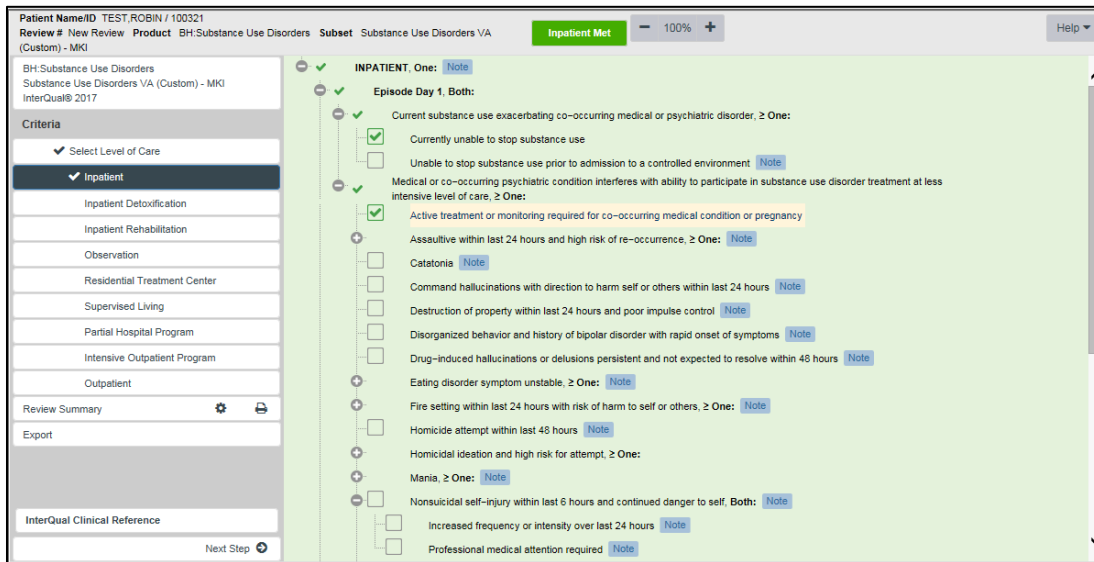 Patient Name/ID TEST,ROBIN / 100321
Review # New Review Product BH:Substance Use Disorders Subset Substance Use Disorders VA
(Custom) - MKI
Inpatient Met
100%
Help
BH:Substance Use Disorders
Substance Use Disorders VA (Custom) - MKI
InterQual® 2017
Criteria
Select Level of Care
Inpatient
Inpatient Detoxification
Inpatient Rehabilitation
Observation
Residential Treatment Center
Supervised Living
Partial Hospital Program
Intensive Outpatient Program
Outpatient
Review Summary
Export
InterQual Clinical Reference
Next Step
INPATIENT, One: Note
Episode Day 1, Both:
Current substance use exacerbating co-occurring medical or psychiatric disorder, ≥ One:
Currently unable to stop substance use
Unable to stop substance use prior to admission to a controlled environment Note
Medical or co-occurring psychiatric condition interferes with ability to participate in substance use disorder treatment at less
intensive level of care, ≥ One:
Active treatment or monitoring required for co-occurring medical condition or pregnancy
Assaultive within last 24 hours and high risk of re-occurrence, ≥ One: Note
Catatonia Note
Command hallucinations with direction to harm self or others within last 24 hours Note
Destruction of property within last 24 hours and poor impulse control Note
Disorganized behavior and history of bipolar disorder with rapid onset of symptoms Note
Drug-induced hallucinations or delusions persistent and not expected to resolve within 48 hours Note
Eating disorder symptom unstable, ≥ One: Note
Fire setting within last 24 hours with risk of harm to self or others, ≥ One: Note
Homicide attempt within last 48 hours Note
Homicidal ideation and high risk for attempt, ≥ One:
Mania, ≥ One: Note
Nonsuicidal self-injury within last 6 hours and continued danger to self, Both: Note
Increased frequency or intensity over last 24 hours Note
Professional medical attention required Note